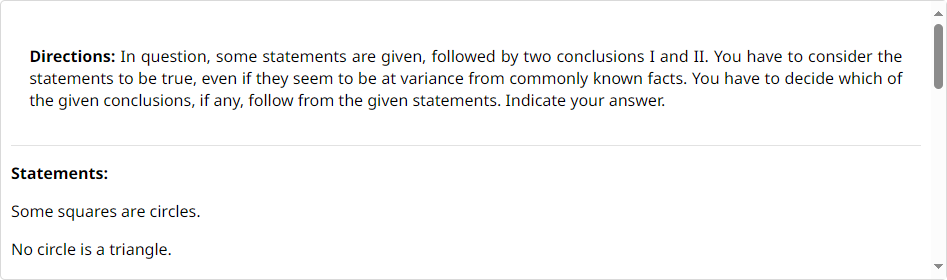 Directions: In question, some statements are given, followed by two conclusions I and II. You have to consider the
statements to be true, even if they seem to be at variance from commonly known facts. You have to decide which of
the given conclusions, if any, follow from the given statements. Indicate your answer.
Statements:
Some squares are circles.
No circle is a triangle.